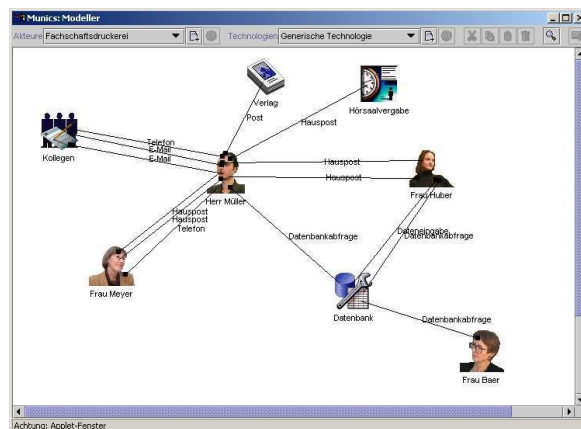 Munics: Modeller
Akteure Fachschaftsdruckerei Technologien Generische Technologie
Verlag
Hörsaalvergabe
Post
Hauspost
Kollegen
Telefon
E-Mail
E-Mail
Hauspost
Hauspost
Herr Müller
Frau Huber
Hauspost
Hauspost
Telefon
Datenbankabfrage
Dateneingabe
Datenbankabfrage
Frau Meyer
Datenbank
Datenbankabfrage
Frau Baer
Achtung: Applet-Fenster